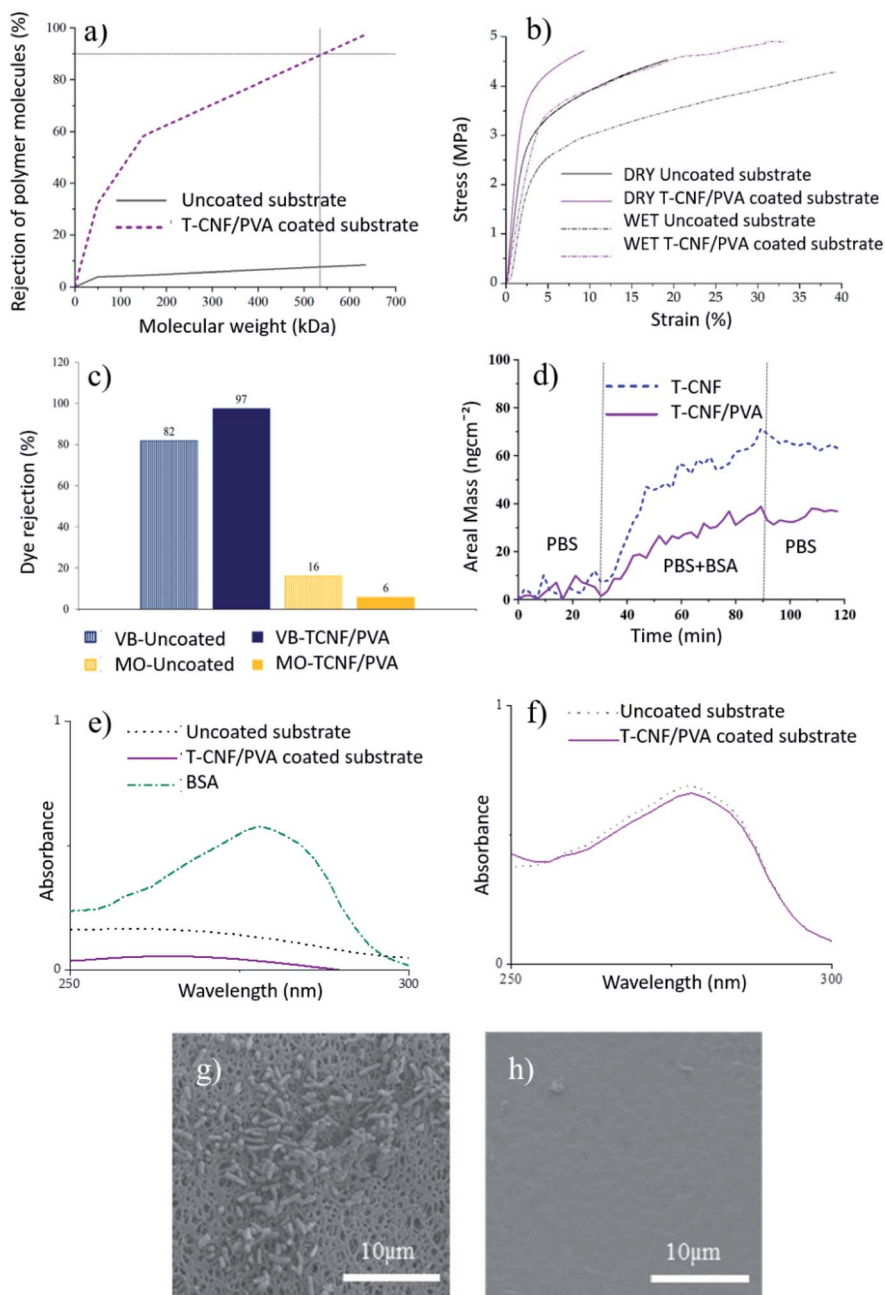 a)
Rejection of polymer molecules (%)
100
80
60
40
20
0
Uncoated substrate
T-CNF/PVA coated substrate
0 100 200 300 400 500 600 700
Molecular weight (kDa)
b)
Stress (MPa)
5
4
3
2
1
0
DRY Uncoated substrate
DRY T-CNF/PVA coated substrate
WET Uncoated substrate
WET T-CNF/PVA coated substrate
0 5 10 15 20 25 30 35 40
Strain (%)
c)
Dye rejection (%)
120
100
80
60
40
20
0
82
97
16
6
VB-Uncoated VB-TCNF/PVA
MO-Uncoated MO-TCNF/PVA
d)
Areal Mass (ngcm⁻²)
100
80
60
40
20
0
T-CNF
T-CNF/PVA
PBS
PBS+BSA
PBS
0 20 40 60 80 100 120
Time (min)
e)
Absorbance
1
0
Uncoated substrate
T-CNF/PVA coated substrate
BSA
250 300
Wavelength (nm)
f)
Absorbance
1
0
Uncoated substrate
T-CNF/PVA coated substrate
250 300
Wavelength (nm)
g)
10μm
h)
10μm